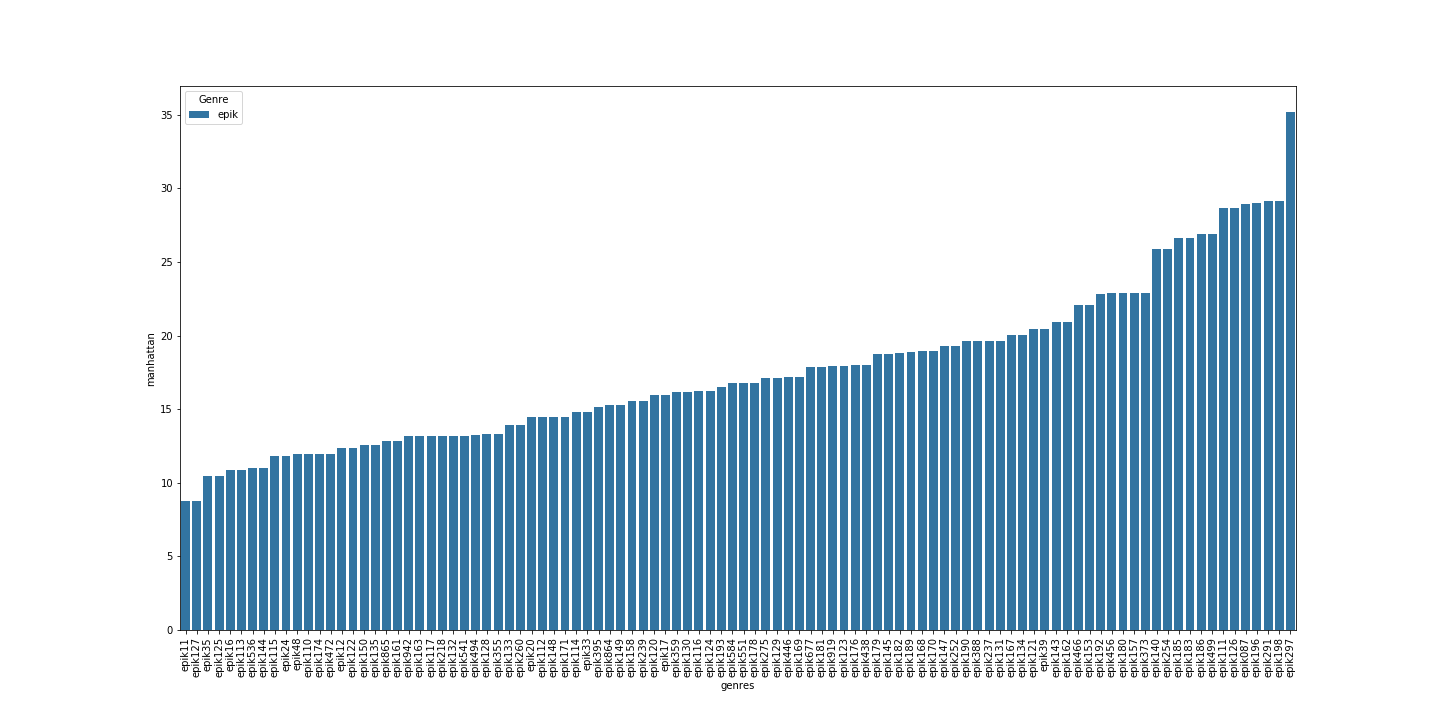 Genre
epik
35
30
25
20
15
10
5
0
manhattan
epik11 epik127 epik35 epik125 epik16 epik113 epik536 epik144 epik115 epik24 epik48 epik110 epik174 epik472 epik12 epik122 epik150 epik135 epik865 epik161 epik942 epik163 epik117 epik218 epik132 epik541 epik494 epik128 epik355 epik133 epik260 epik20 epik112 epik148 epik171 epik114 epik33 epik395 epik864 epik149 epik158 epik239 epik120 epik17 epik359 epik130 epik116 epik124 epik193 epik584 epik551 epik178 epik275 epik129 epik446 epik169 epik677 epik181 epik919 epik123 epik176 epik438 epik179 epik145 epik182 epik189 epik168 epik170 epik147 epik252 epik190 epik388 epik237 epik131 epik167 epik134 epik121 epik39 epik143 epik162 epik466 epik153 epik192 epik456 epik180 epik157 epik373 epik140 epik254 epik185 epik183 epik186 epik499 epik111 epik126 epik087 epik196 epik291 epik198 epik297
genres